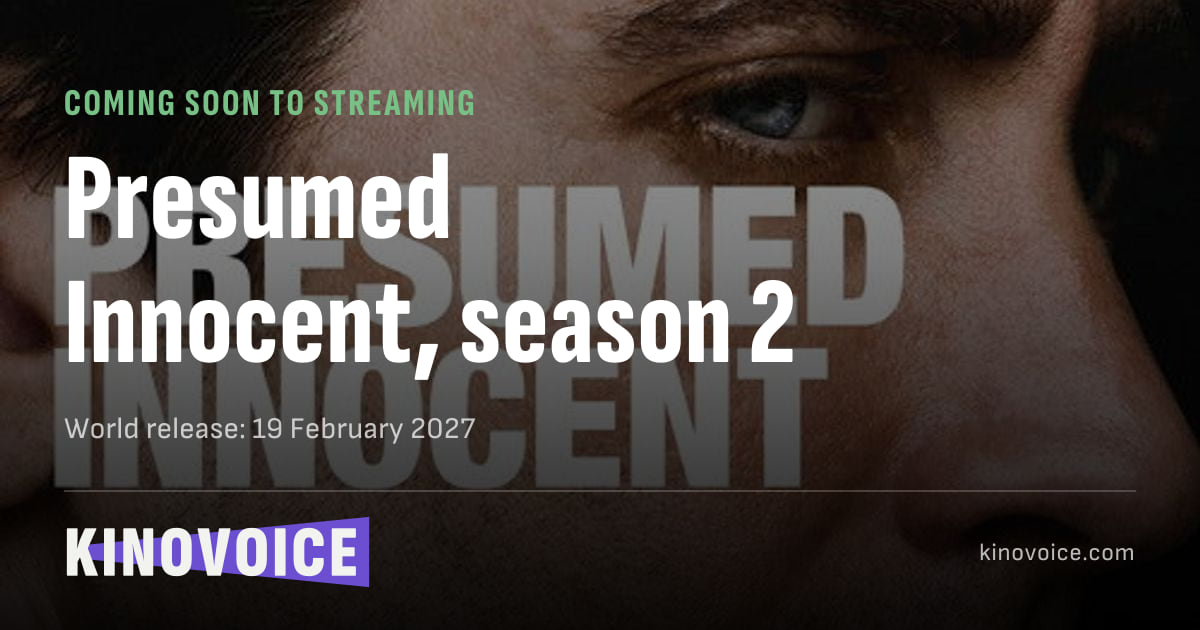 COMING SOON TO STREAMING
Presumed
Innocent, season 2
PRESUMED
INNOCENT
World release: 19 February 2027
KINOVOICE
kinovoice.com